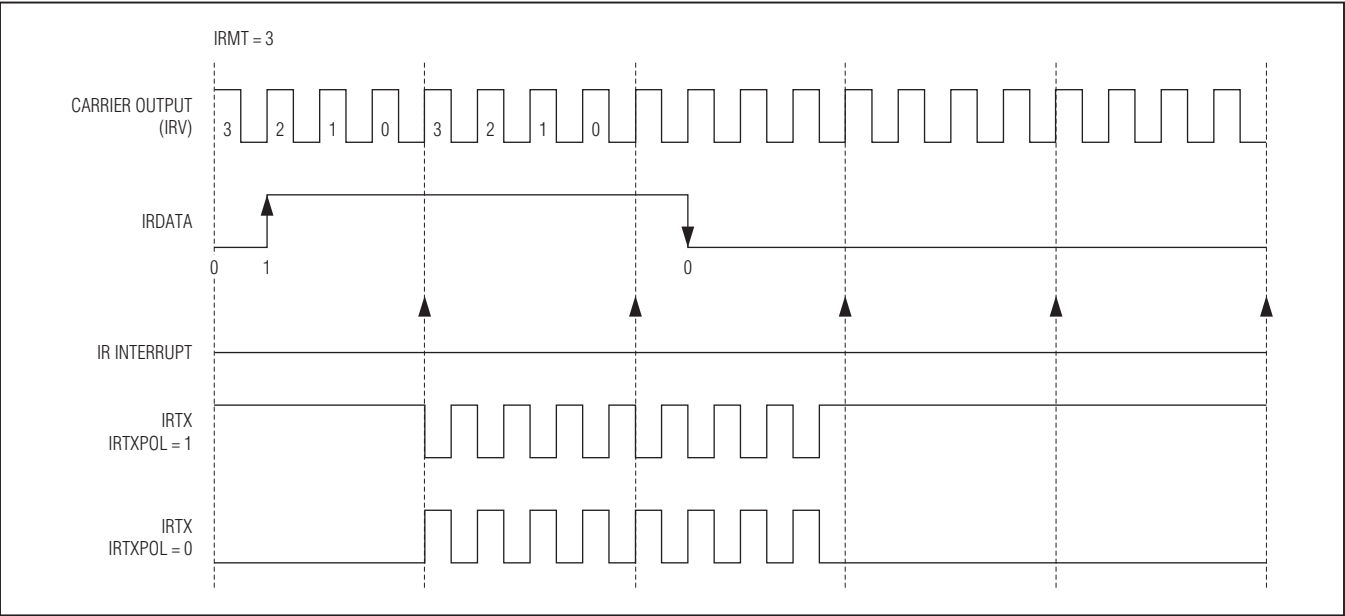 IRMT = 3
CARRIER OUTPUT
(IRV)
3 2 1 0 3 2 1 0
IRDATA
0 1 0
IR INTERRUPT
IRTX
IRTXPOL = 1
IRTX
IRTXPOL = 0